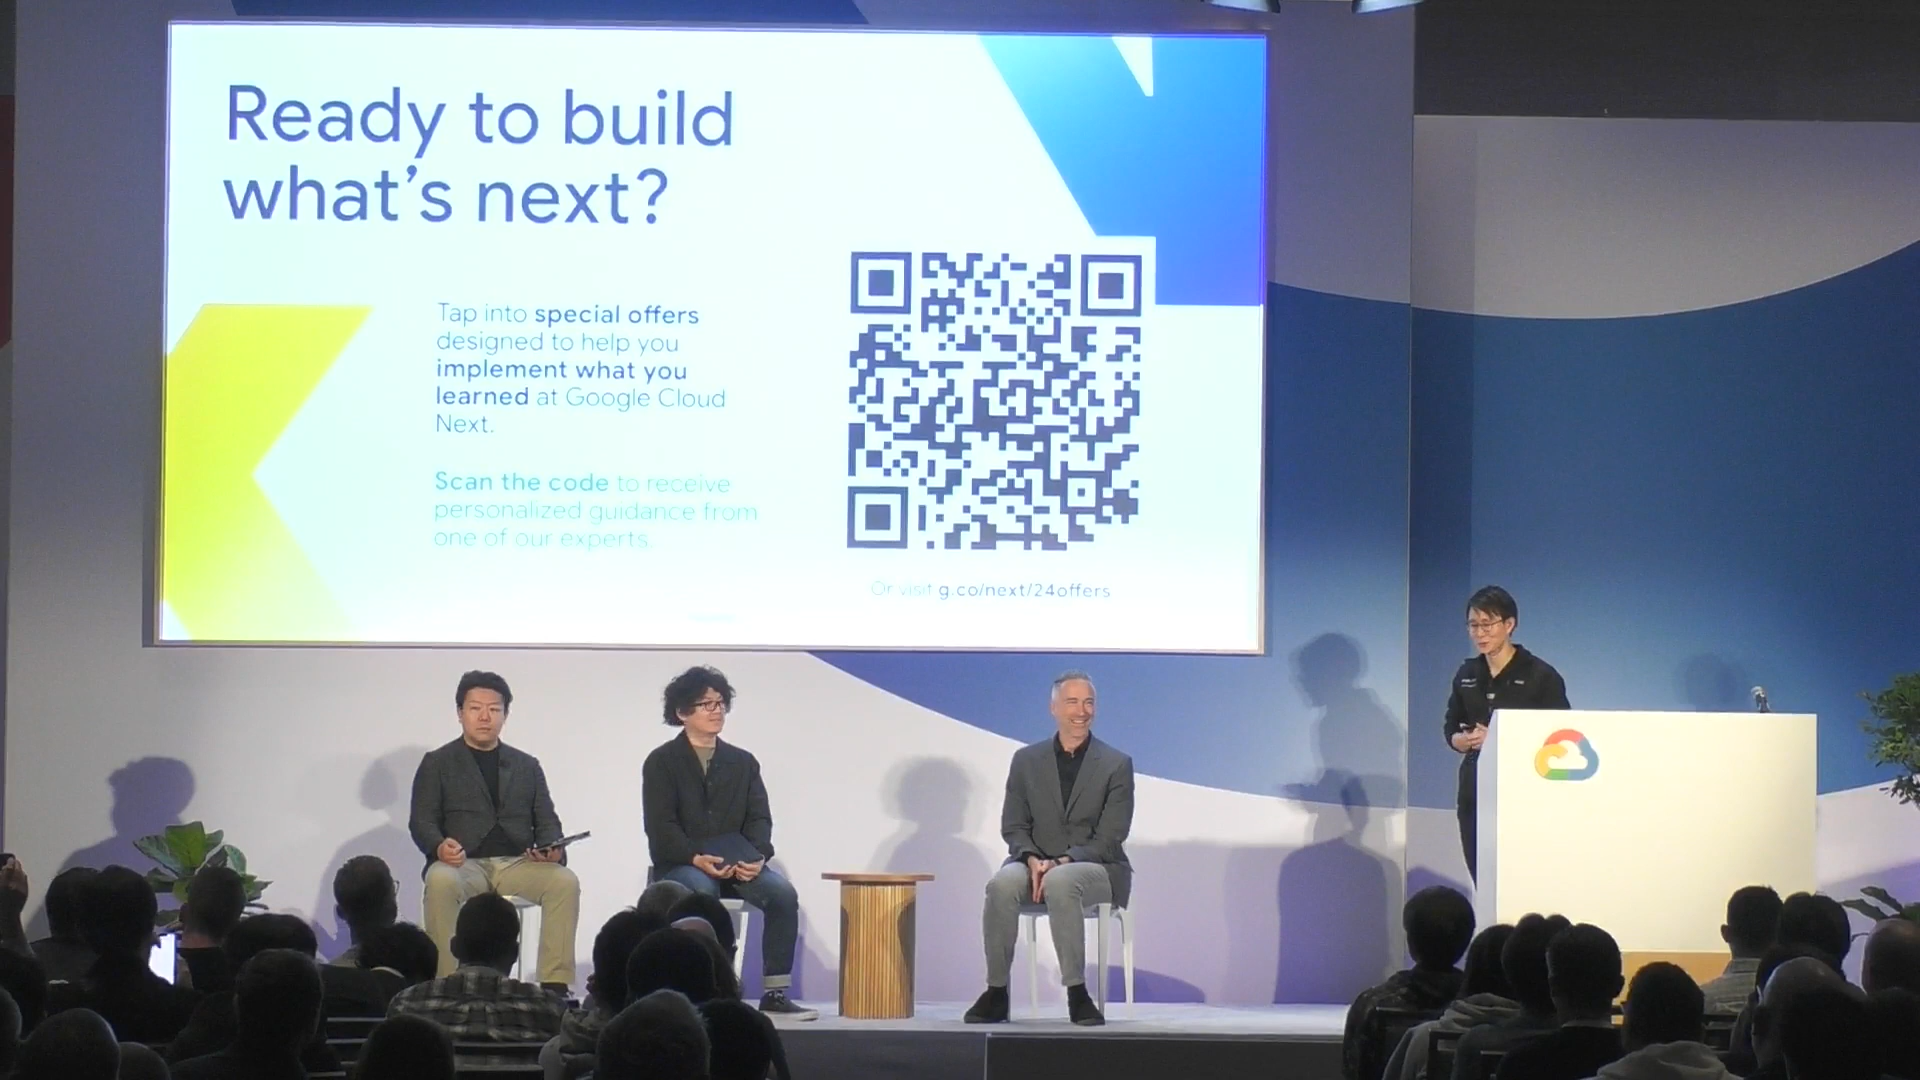 Ready to build
what's next?
Tap into special offers
designed to help you
implement what you
learned at Google Cloud
Next.
Scan the code to receive
personalized guidance from
one of our experts.
Or visit g.co/next/24offers